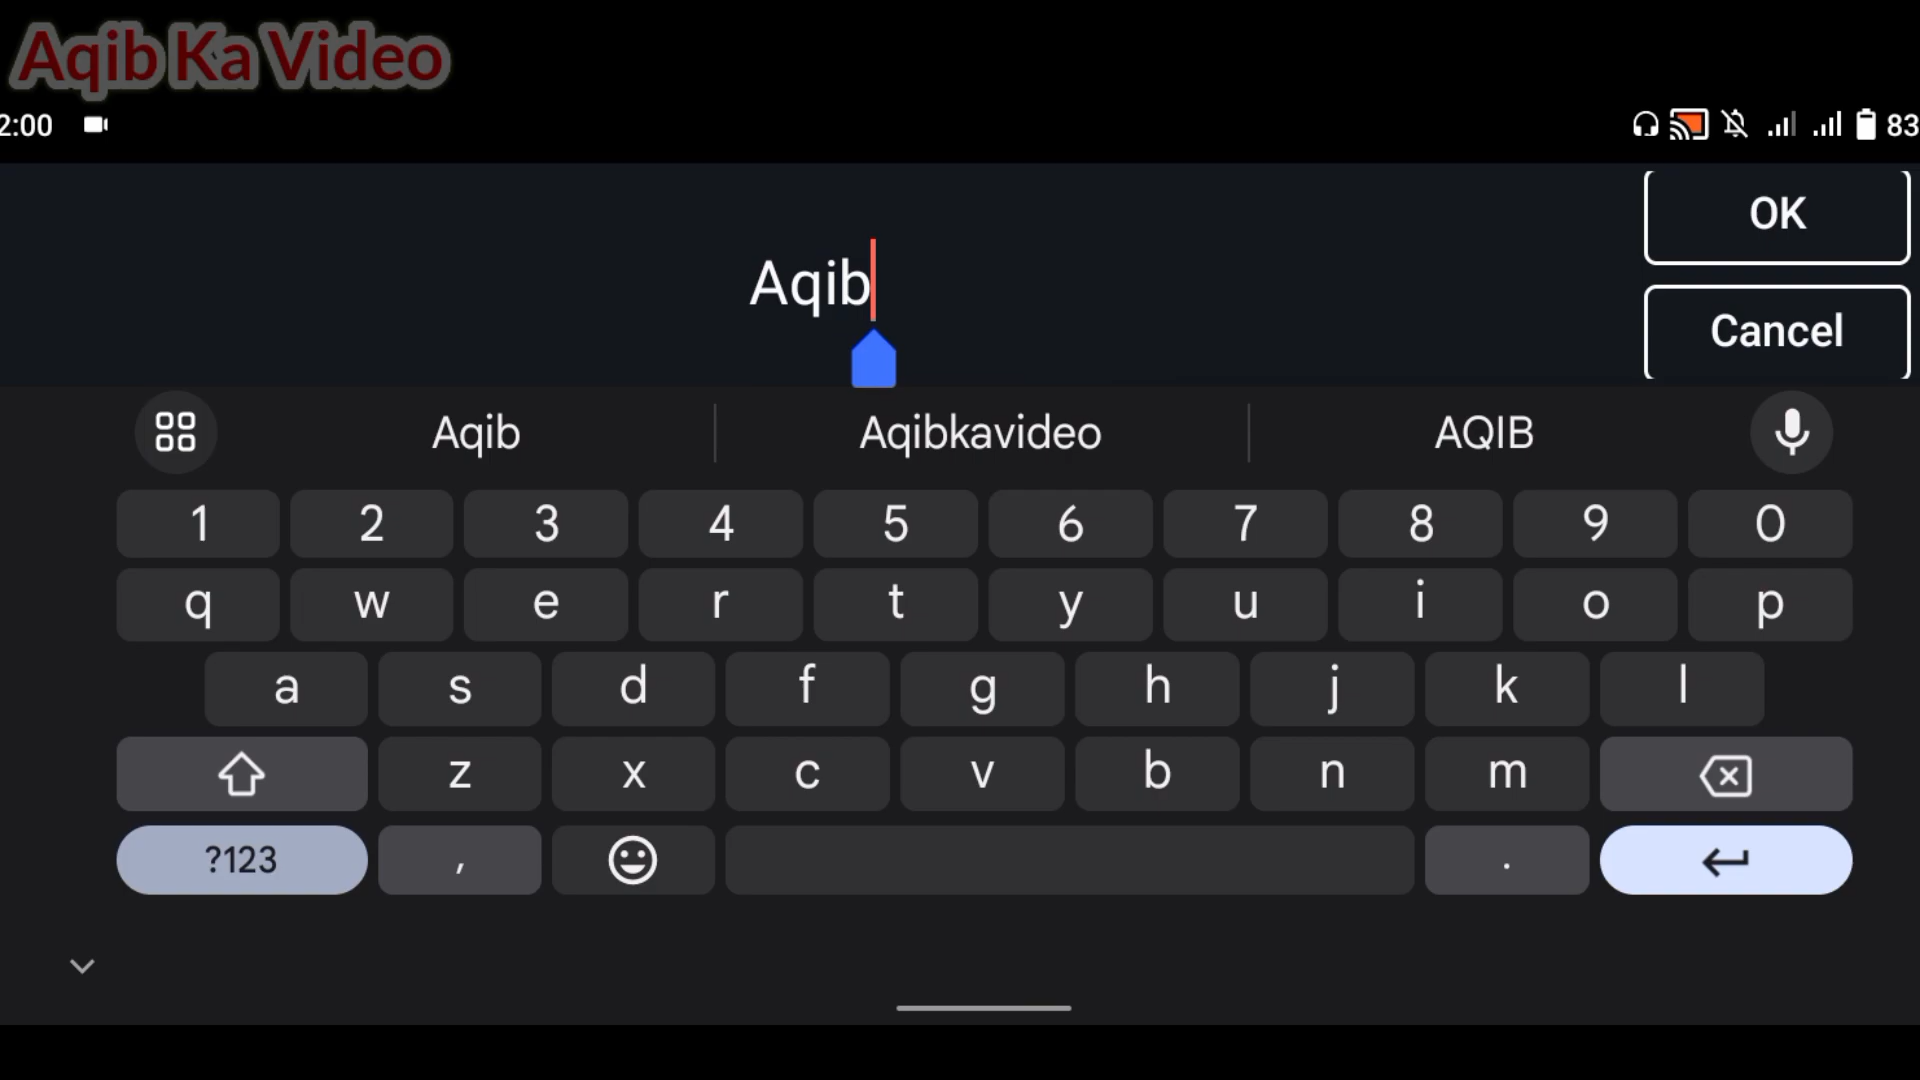 Aqib Ka Video
2:00 83
OK
Aqib
Cancel
Aqib Aqibkavideo AQIB
1 2 3 4 5 6 7 8 9 0
q w e r t y u i o p
a s d f g h j k l
z x c v b n m
?123 , .